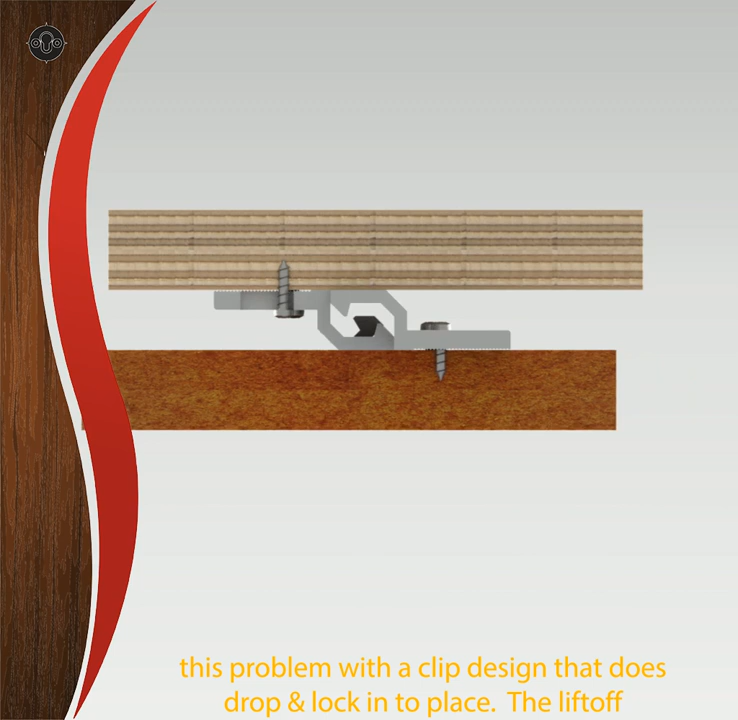 this problem with a clip design that does
drop & lock in to place. The liftoff